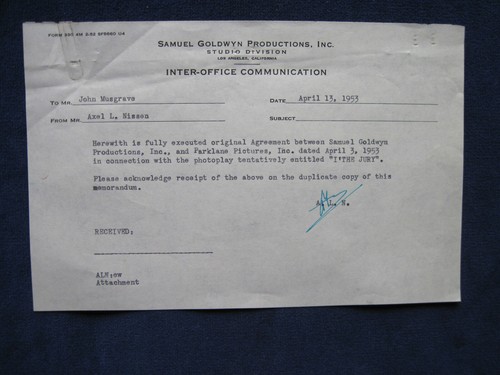 SAMUEL GOLDWYN PRODUCTIONS, INC.
STUDIO DIVISION
LOS ANGELES, CALIFORNIA
INTER-OFFICE COMMUNICATION
TO MR. John Musgrave DATE April 13, 1953
FROM MR. Axel L. Nissen SUBJECT
Herewith is fully executed original Agreement between Samuel Goldwyn
Productions, Inc., and Parklane Pictures, Inc. dated April 3, 1953
in connection with the photoplay tentatively entitled "I'THE JURY".
Please acknowledge receipt of the above on the duplicate copy of this
memorandum.
A. L. N.
RECEIVED:
ALN:ew
Attachment